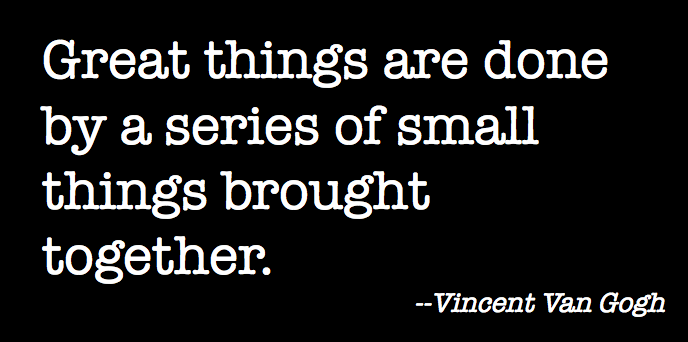 Great things are done
by a series of small
things brought
together.
--Vincent Van Gogh